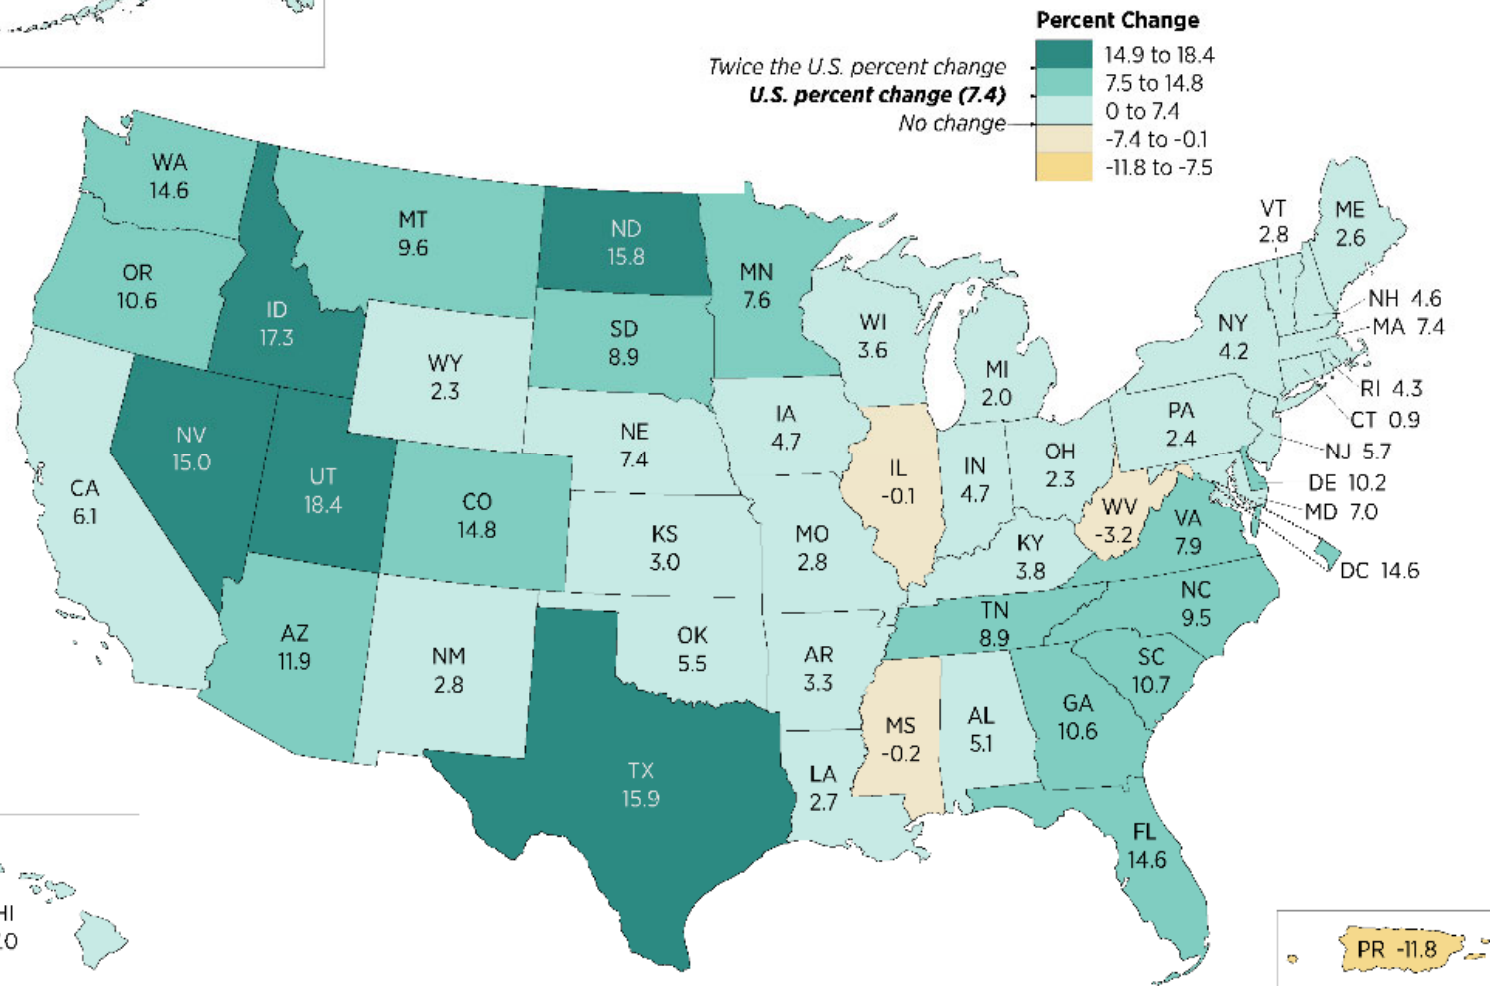 Percent Change
14.9 to 18.4
Twice the U.S. percent change
7.5 to 14.8
U.S. percent change (7.4)
0 to 7.4
No change
-7.4 to -0.1
-11.8 to -7.5
WA
14.6
OR
10.6
CA
6.1
ID
17.3
NV
15.0
UT
18.4
AZ
11.9
MT
9.6
WY
2.3
CO
14.8
NM
2.8
ND
15.8
SD
8.9
NE
7.4
KS
3.0
OK
5.5
TX
15.9
MN
7.6
IA
4.7
MO
2.8
AR
3.3
LA
2.7
WI
3.6
IL
-0.1
MI
2.0
IN
4.7
OH
2.3
KY
3.8
TN
8.9
MS
-0.2
AL
5.1
GA
10.6
FL
14.6
SC
10.7
NC
9.5
VA
7.9
WV
-3.2
PA
2.4
NY
4.2
VT
2.8
ME
2.6
NH 4.6
MA 7.4
RI 4.3
CT 0.9
NJ 5.7
DE 10.2
MD 7.0
DC 14.6
HI
.0
PR -11.8